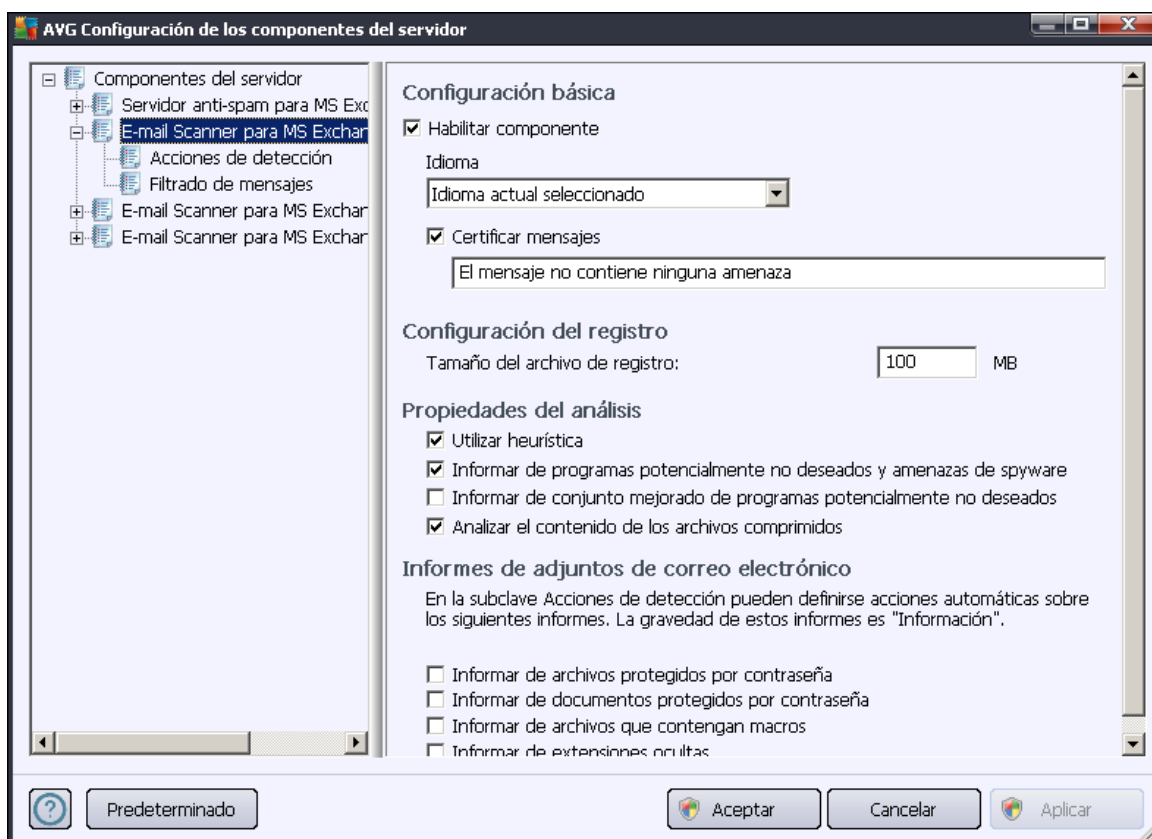 AVG Configuración de los componentes del servidor
Componentes del servidor
Servidor anti-spam para MS Exc
E-mail Scanner para MS Exchar
Acciones de detección
Filtrado de mensajes
E-mail Scanner para MS Exchar
E-mail Scanner para MS Exchar
Configuración básica
Habilitar componente
Idioma
Idioma actual seleccionado
Certificar mensajes
El mensaje no contiene ninguna amenaza
Configuración del registro
Tamaño del archivo de registro: 100 MB
Propiedades del análisis
Utilizar heurística
Informar de programas potencialmente no deseados y amenazas de spyware
Informar de conjunto mejorado de programas potencialmente no deseados
Analizar el contenido de los archivos comprimidos
Informes de adjuntos de correo electrónico
En la subclave Acciones de detección pueden definirse acciones automáticas sobre
los siguientes informes. La gravedad de estos informes es "Información".
Informar de archivos protegidos por contraseña
Informar de documentos protegidos por contraseña
Informar de archivos que contengan macros
Informar de extensiones ocultas
? Predeterminado Aceptar Cancelar Aplicar